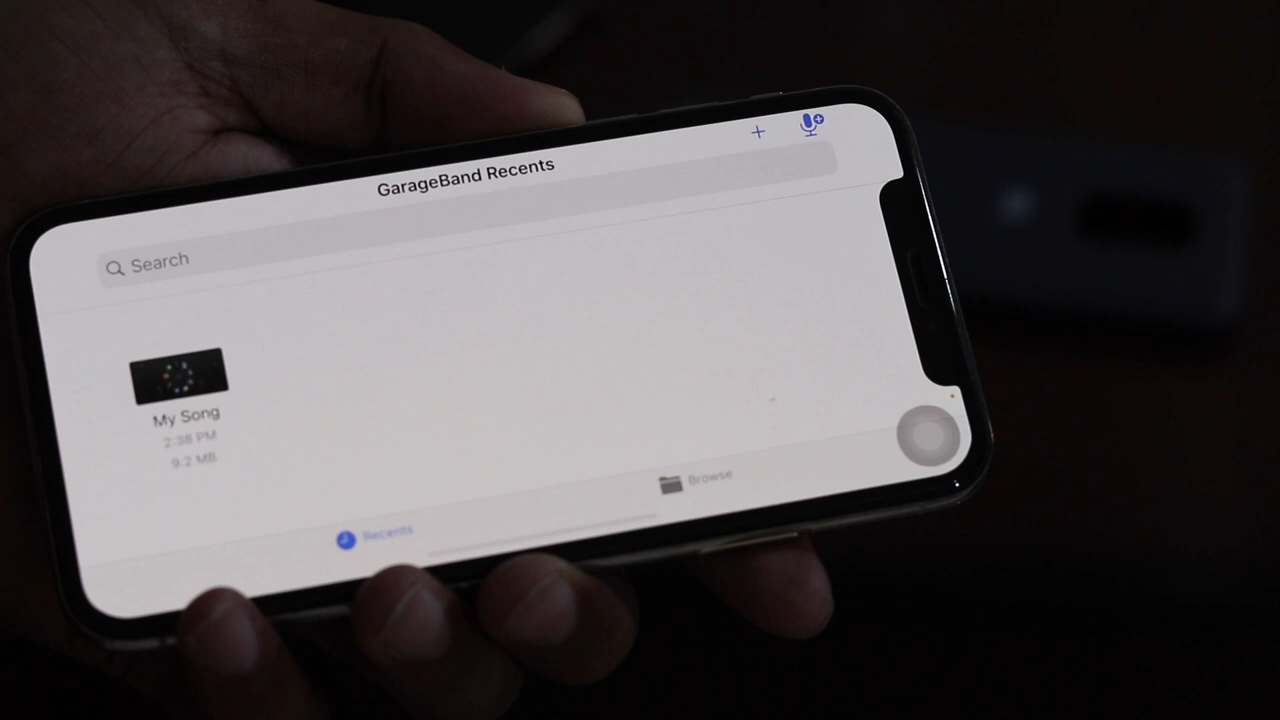 GarageBand Recents
Search
My Song
2:38 PM
9.2 MB
Recents
Browse